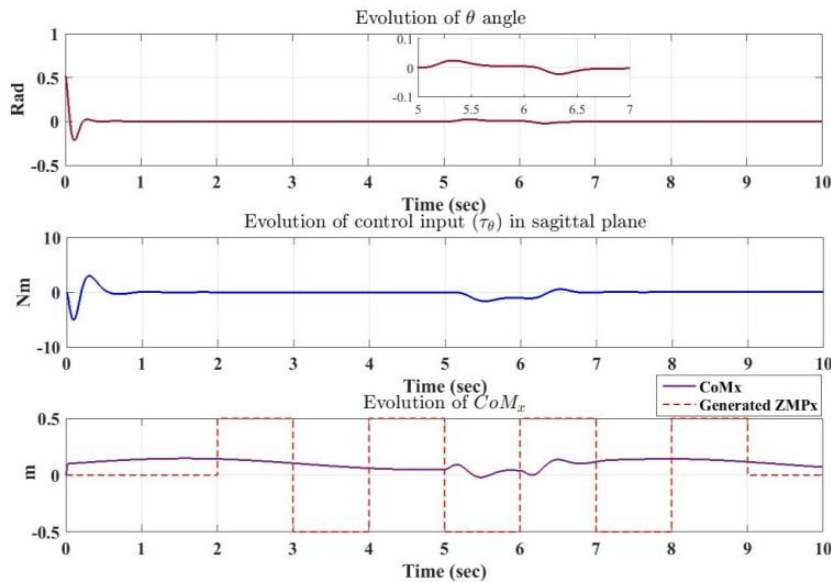 Evolution of θ angle
1
0.5
0
-0.5
Rad
0.1
0
-0.1
5 5.5 6 6.5 7
0 1 2 3 4 5 6 7 8 9 10
Time (sec)
Evolution of control input (τθ) in sagittal plane
10
0
-10
Nm
0 1 2 3 4 5 6 7 8 9 10
Time (sec)
CoMx
Generated ZMPx
Evolution of CoMx
0.5
0
-0.5
m
0 1 2 3 4 5 6 7 8 9 10
Time (sec)